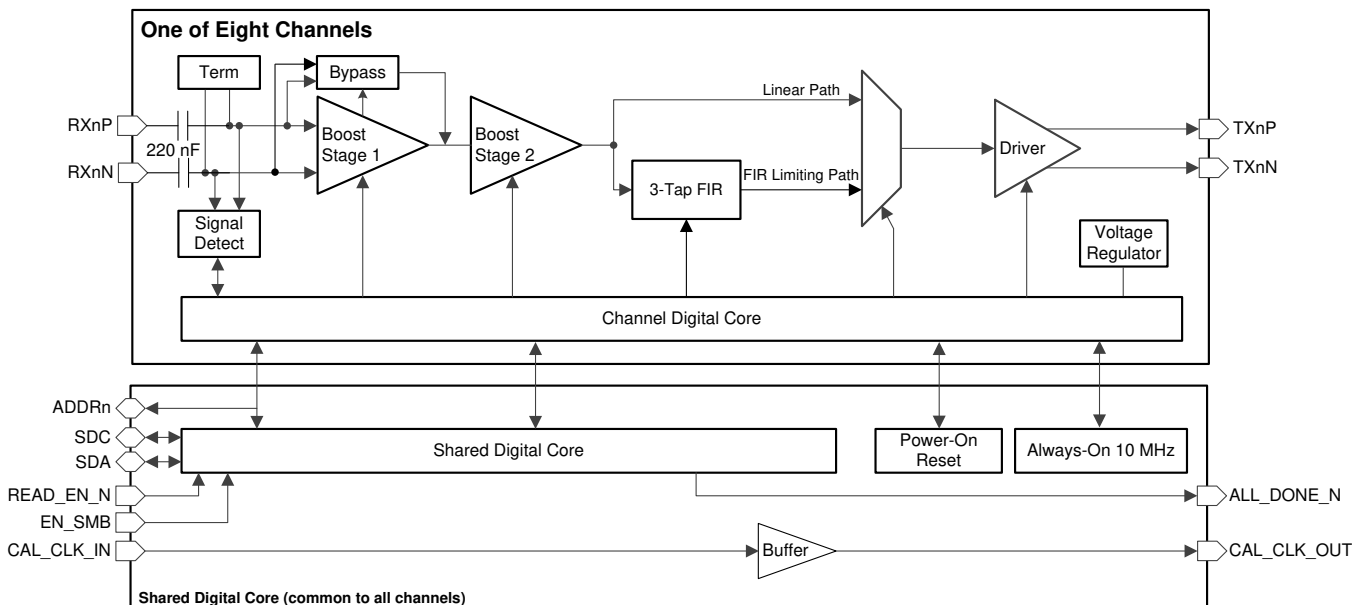 One of Eight Channels
Term
Bypass
RXnP
220 nF
RXnN
Boost
Stage 1
Boost
Stage 2
Linear Path
3-Tap FIR
FIR Limiting Path
Driver
TXnP
TXnN
Signal
Detect
Voltage
Regulator
Channel Digital Core
ADDRn
SDC
SDA
READ_EN_N
EN_SMB
CAL_CLK_IN
Shared Digital Core
Power-On
Reset
Always-On 10 MHz
ALL_DONE_N
Buffer
CAL_CLK_OUT
Shared Digital Core (common to all channels)